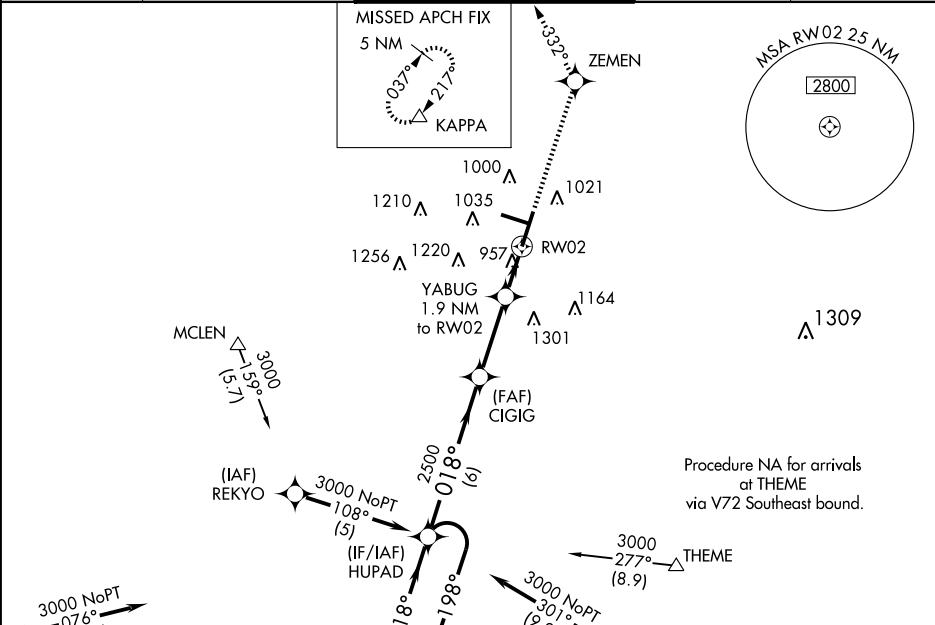 MISSED APCH FIX
5 NM
037°
217°
KAPPA
332°
ZEMEN
MSA RW02 25 NM
2800
1000
1021
1210
1035
1256
1220
957
RW02
YABUG
1.9 NM
to RW02
1164
1301
1309
MCLEN
3000
159°
(5.7)
(FAF)
CIGIG
2500
018°
(6)
(IAF)
REKYO
3000 NoPT
108°
(5)
Procedure NA for arrivals
at THEME
via V72 Southeast bound.
(IF/IAF)
HUPAD
3000
277°
(8.9)
THEME
3000 NoPT
301°
3000 NoPT
076°
18°
198°